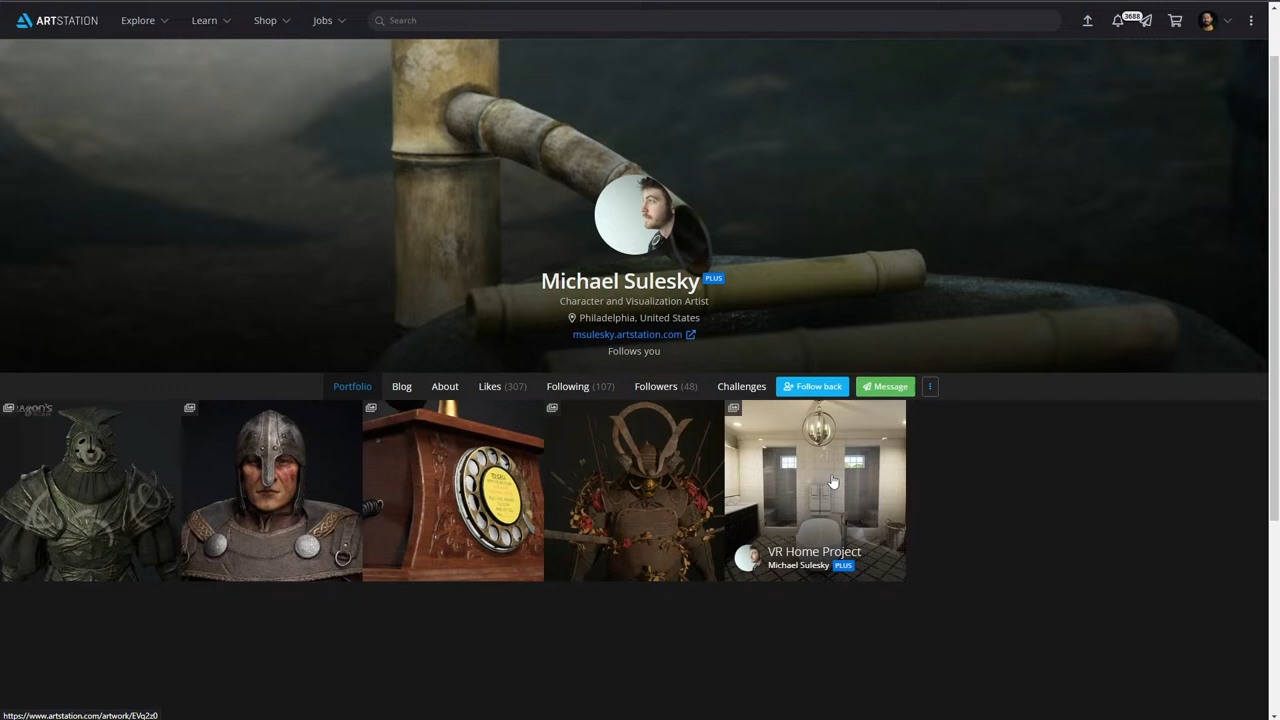 ARTSTATION Explore Learn Shop Jobs Search 3688
Michael Sulesky PLUS
Character and Visualization Artist
Philadelphia, United States
msulesky.artstation.com
Follows you
Portfolio Blog About Likes (307) Following (107) Followers (48) Challenges Follow back Message
VR Home Project
Michael Sulesky PLUS
https://www.artstation.com/artwork/EVq2z0